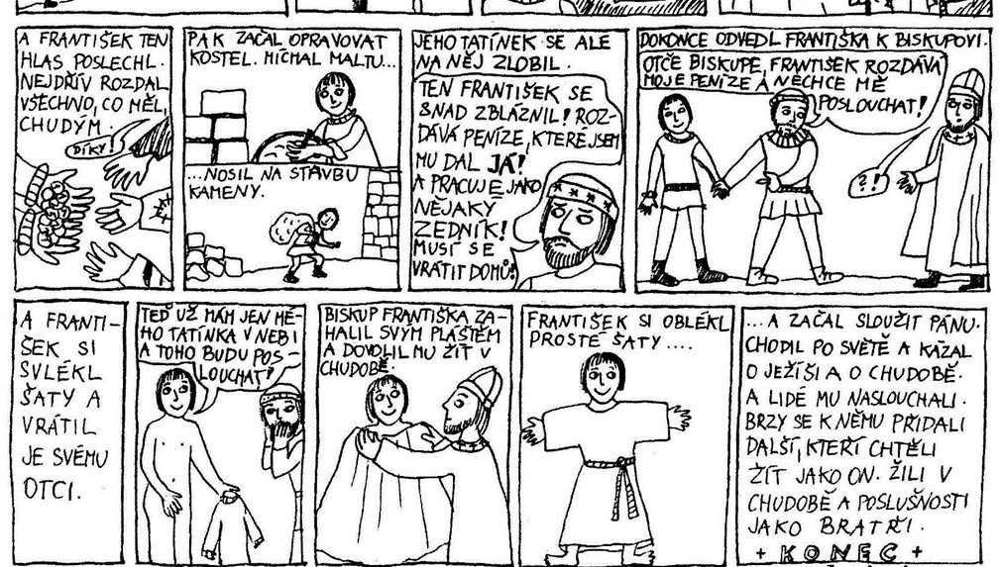 A FRANTIŠEK TEN
HLAS POSLECHL.
NEJDŘÍV ROZDAL
VŠECHNO, CO MĚL,
CHUDÝM.
DÍKY!
PAK ZAČAL OPRAVOVAT
KOSTEL. MÍCHAL MALTU...
...NOSIL NA STAVBU
KAMENY.
JEHO TATÍNEK SE ALE
NA NĚJ ZLOBIL.
TEN FRANTIŠEK SE
SNAD ZBLÁZNIL! ROZ-
DÁVÁ PENÍZE, KTERÉ JSEM
MU DAL JÁ!
A PRACUJE JAKO
NĚJAKÝ
ZEDNÍK!
MUSÍ SE
VRÁTIT DOMŮ!
DOKONCE ODVEDL FRANTIŠKA K BISKUPOVI.
OTČE BISKUPE, FRANTIŠEK ROZDÁVÁ
MOJE PENÍZE A NECHCE MĚ
POSLOUCHAT!
?!
A FRANTI-
ŠEK SI
SVLÉKL
ŠATY A
VRÁTIL
JE SVÉMU
OTCI.
TEĎ UŽ MÁM JEN MÉ-
HO TATÍNKA V NEBI
A TOHO BUDU POS-
LOUCHAT!
BISKUP FRANTIŠKA ZA-
HALIL SVÝM PLÁŠTĚM
A DOVOLIL MU ŽÍT V
CHUDOBĚ.
FRANTIŠEK SI OBLÉKL
PROSTÉ ŠATY....
...A ZAČAL SLOUŽIT PÁNU.
CHODIL PO SVĚTĚ A KÁZAL
O JEŽÍŠI A O CHUDOBĚ.
A LIDÉ MU NASLOUCHALI.
BRZY SE K NĚMU PŘIDALI
DALŠÍ, KTEŘÍ CHTĚLI
ŽÍT JAKO ON. ŽILI V
CHUDOBĚ A POSLUŠNOSTI
JAKO BRATŘI.
+ KONEC +